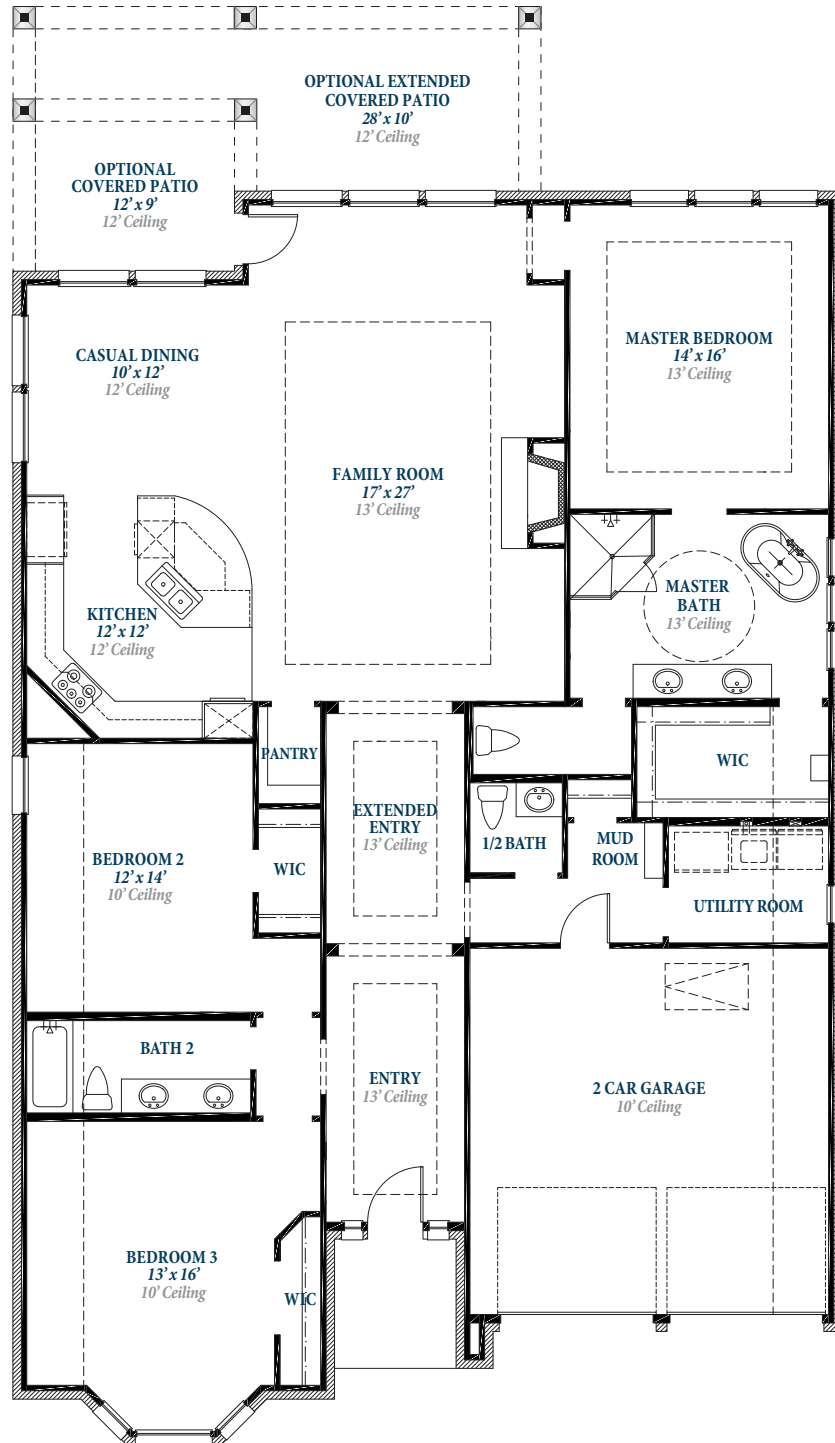 OPTIONAL EXTENDED
COVERED PATIO
28' x 10'
12' Ceiling
OPTIONAL
COVERED PATIO
12' x 9'
12' Ceiling
CASUAL DINING
10' x 12'
12' Ceiling
MASTER BEDROOM
14' x 16'
13' Ceiling
FAMILY ROOM
17' x 27'
13' Ceiling
KITCHEN
12' x 12'
12' Ceiling
MASTER
BATH
13' Ceiling
PANTRY
WIC
EXTENDED
ENTRY
13' Ceiling
1/2 BATH
MUD
ROOM
BEDROOM 2
12' x 14'
10' Ceiling
WIC
UTILITY ROOM
BATH 2
ENTRY
13' Ceiling
2 CAR GARAGE
10' Ceiling
BEDROOM 3
13' x 16'
10' Ceiling
WIC